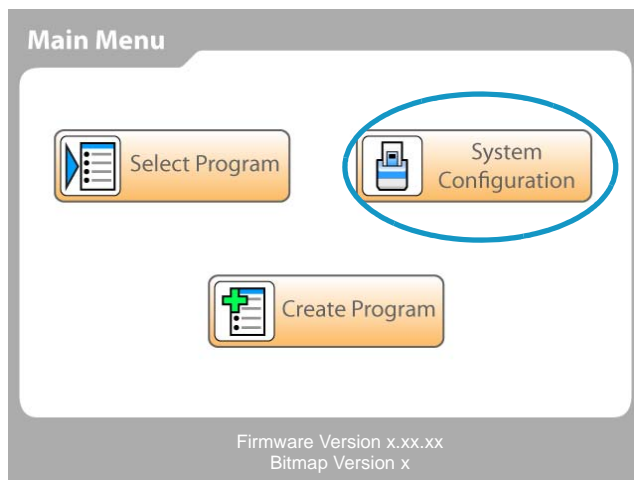 Main Menu
Select Program
System
Configuration
Create Program
Firmware Version x.xx.xx
Bitmap Version x